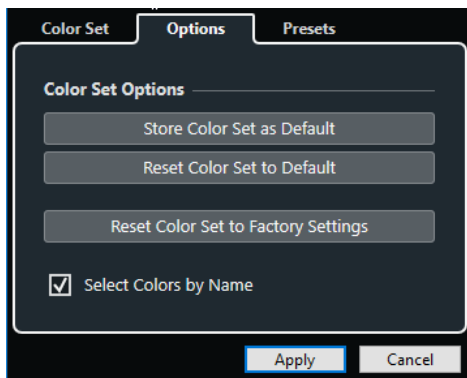 Color Set Options Presets
Color Set Options
Store Color Set as Default
Reset Color Set to Default
Reset Color Set to Factory Settings
Select Colors by Name
Apply Cancel